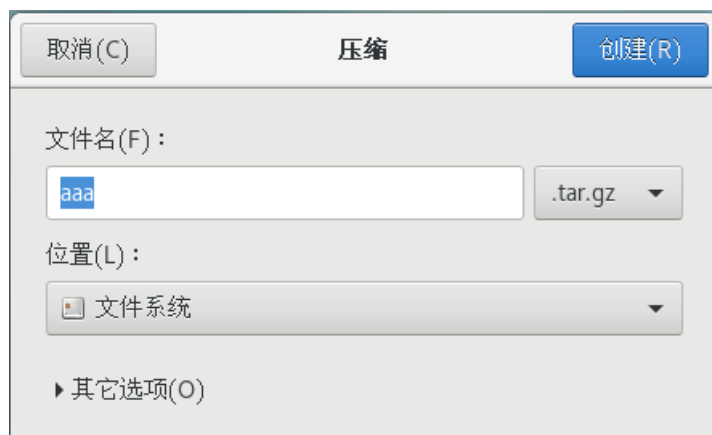 取消(C) 压缩 创建(R)
文件名(F)：
aaa .tar.gz
位置(L)：
文件系统
其它选项(O)